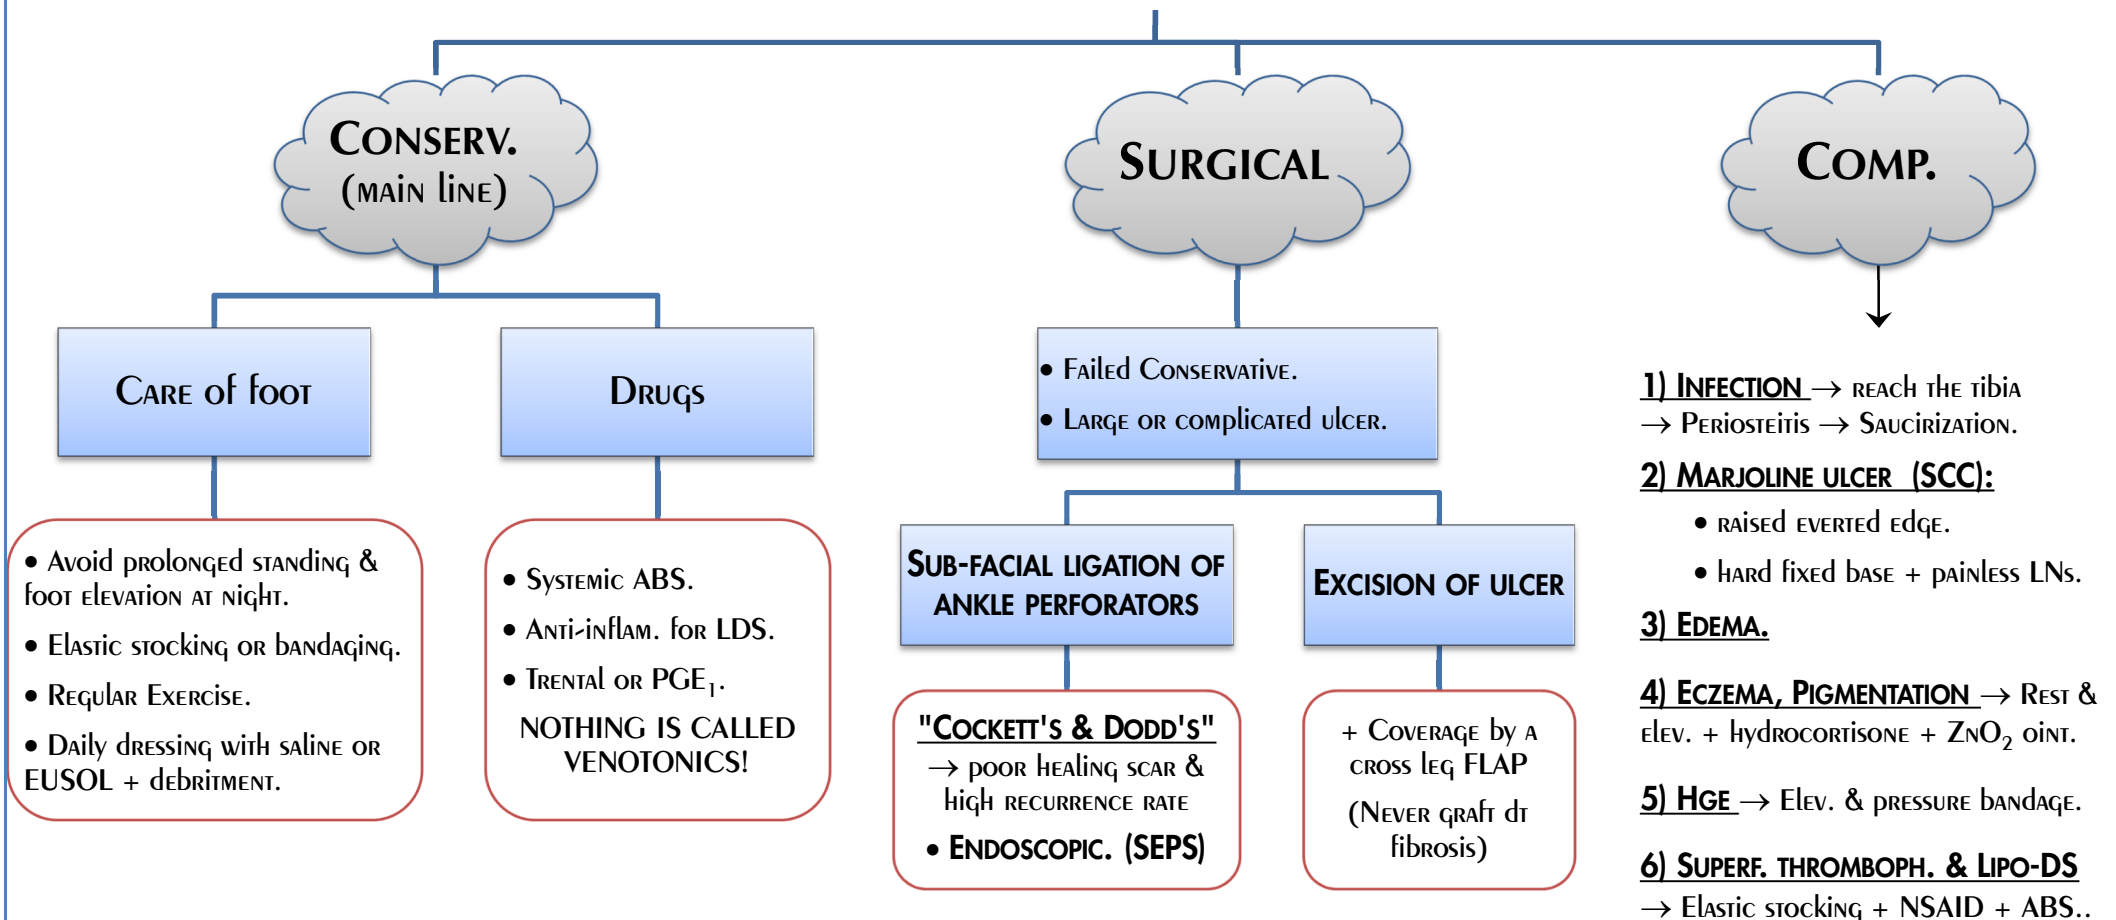 CONSERV.
(MAIN LINE)
SURGICAL
COMP.
CARE OF FOOT
DRUGS
• Avoid prolonged standing &
foot elevation at night.
• Elastic stocking or bandaging.
• Regular Exercise.
• Daily dressing with saline or
EUSOL + debritment.
• Systemic ABS.
• Anti-inflam. for LDS.
• Trental or PGE₁.
NOTHING IS CALLED
VENOTONICS!
• Failed Conservative.
• Large or complicated ulcer.
SUB-FACIAL LIGATION OF
ANKLE PERFORATORS
EXCISION OF ULCER
"COCKETT'S & DODD'S"
→ poor healing scar &
high recurrence rate
• ENDOSCOPIC. (SEPS)
+ Coverage by a
cross leg FLAP
(Never graft dt
fibrosis)
1) INFECTION → reach the tibia
→ Periosteitis → Saucirization.
2) MARJOLINE ULCER (SCC):
• raised everted edge.
• hard fixed base + painless LNs.
3) EDEMA.
4) ECZEMA, PIGMENTATION → Rest &
elev. + hydrocortisone + ZnO₂ oint.
5) HGE → Elev. & pressure bandage.
6) SUPERF. THROMBOPH. & LIPO-DS
→ Elastic stocking + NSAID + ABS..